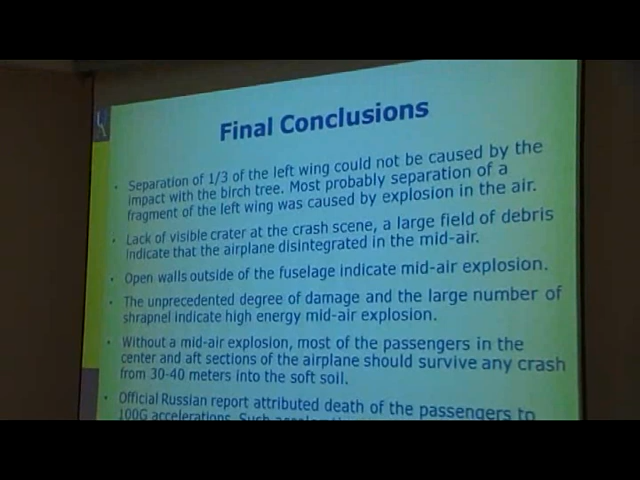 Final Conclusions
• Separation of 1/3 of the left wing could not be caused by the
impact with the birch tree. Most probably separation of a
fragment of the left wing was caused by explosion in the air.
• Lack of visible crater at the crash scene, a large field of debris
indicate that the airplane disintegrated in the mid-air.
• Open walls outside of the fuselage indicate mid-air explosion.
• The unprecedented degree of damage and the large number of
shrapnel indicate high energy mid-air explosion.
• Without a mid-air explosion, most of the passengers in the
center and aft sections of the airplane should survive any crash
from 30-40 meters into the soft soil.
• Official Russian report attributed death of the passengers to
100G accelerations. Such